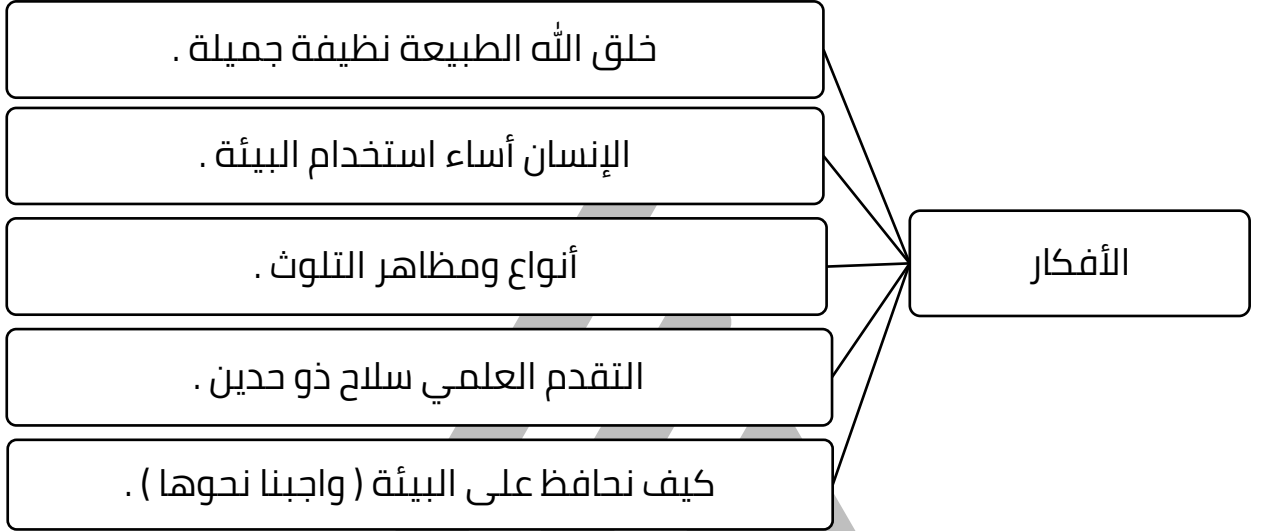 الأفكار
خلق الله الطبيعة نظيفة جميلة .
الإنسان أساء استخدام البيئة .
أنواع ومظاهر التلوث .
التقدم العلمي سلاح ذو حدين .
كيف نحافظ على البيئة ( واجبنا نحوها ) .